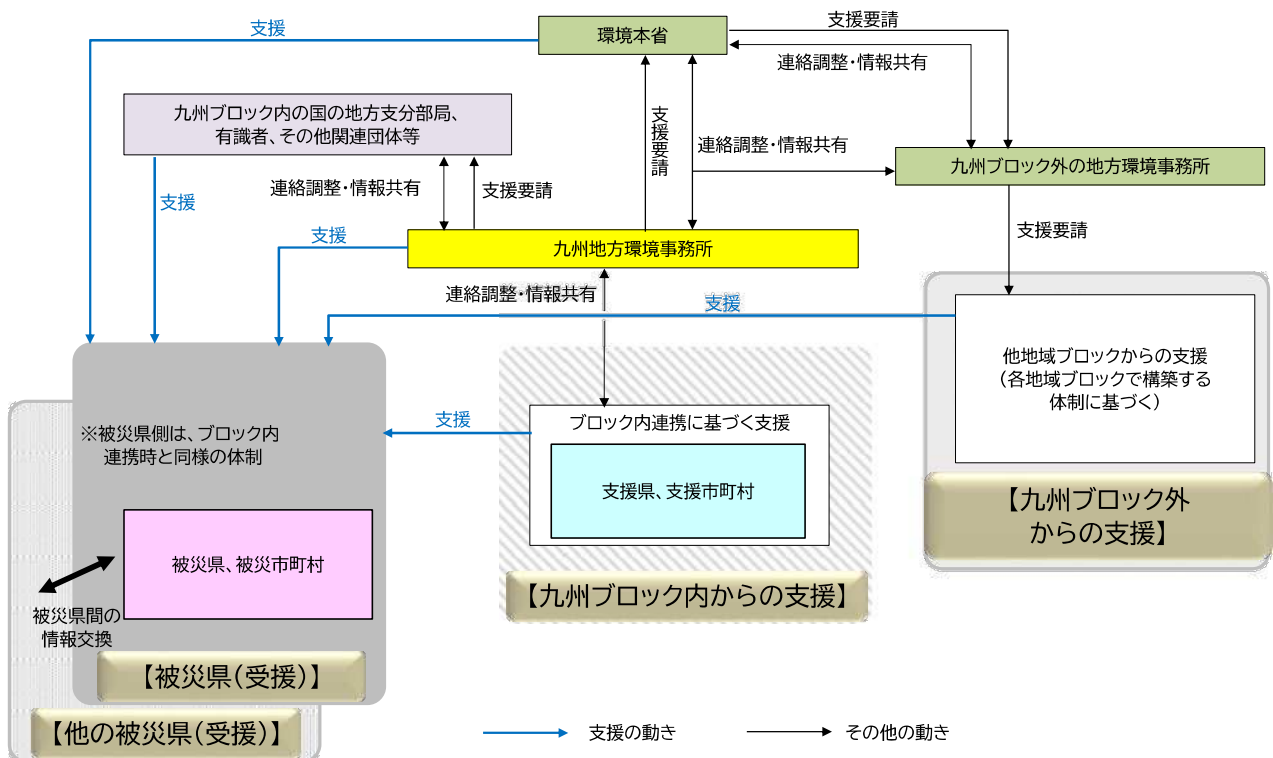 支援
環境本省
支援要請
連絡調整・情報共有
九州ブロック内の国の地方支分部局、
有識者、その他関連団体等
支援要請
連絡調整・情報共有
九州ブロック外の地方環境事務所
連絡調整・情報共有
支援要請
支援
支援
九州地方環境事務所
支援要請
連絡調整・情報共有
支援
他地域ブロックからの支援
（各地域ブロックで構築する
体制に基づく）
支援
ブロック内連携に基づく支援
※被災県側は、ブロック内
連携時と同様の体制
支援県、支援市町村
【九州ブロック外
からの支援】
被災県、被災市町村
【九州ブロック内からの支援】
被災県間の
情報交換
【被災県（受援）】
【他の被災県（受援）】
支援の動き
その他の動き